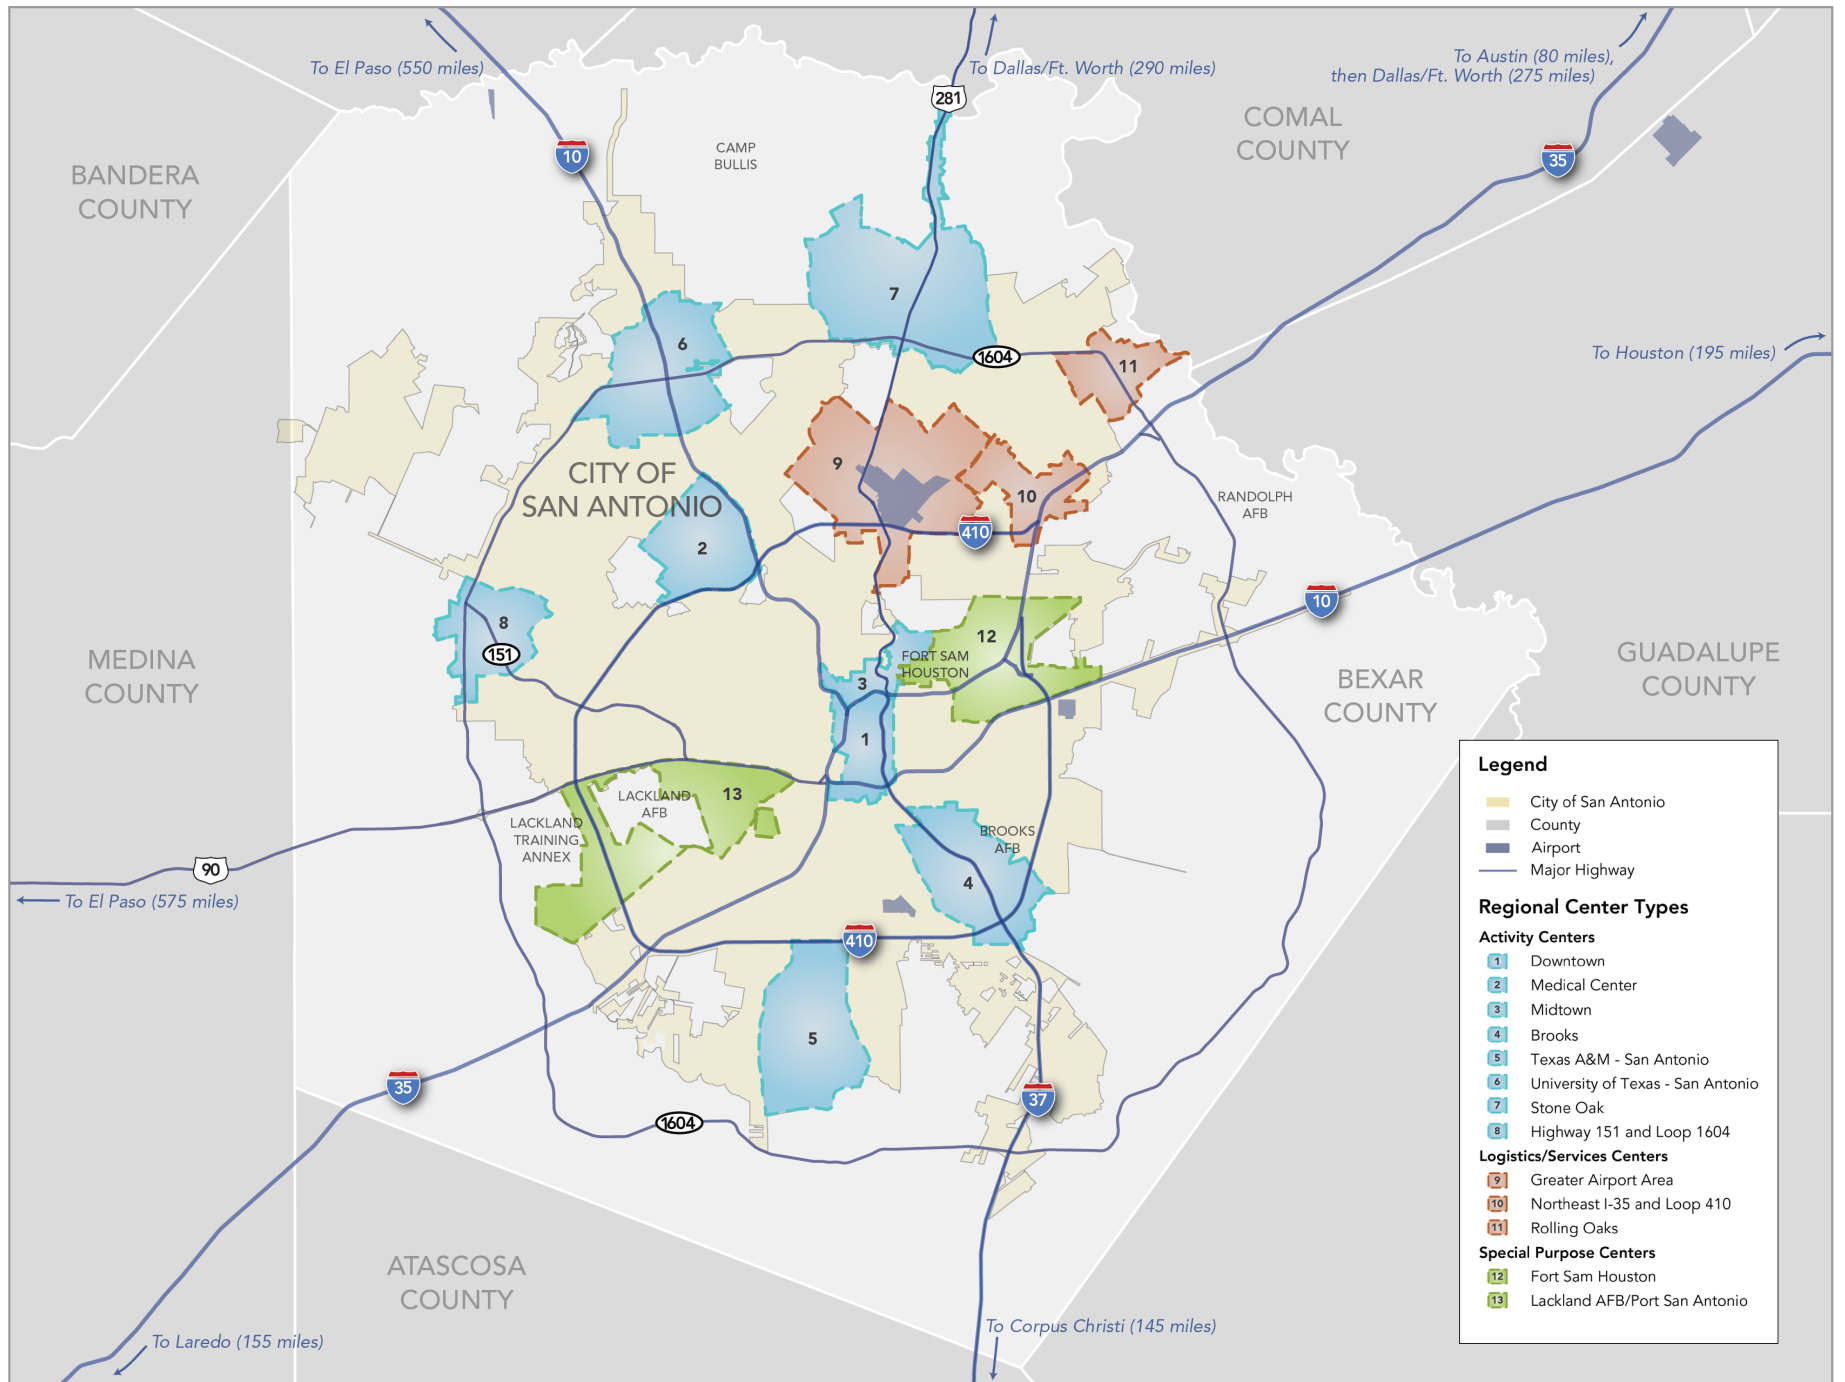 To El Paso (550 miles)
To Dallas/Ft. Worth (290 miles)
To Austin (80 miles),
then Dallas/Ft. Worth (275 miles)
281
COMAL
COUNTY
10
CAMP
BULLIS
35
BANDERA
COUNTY
7
6
1604
To Houston (195 miles)
11
9
CITY OF
SAN ANTONIO
10
RANDOLPH
AFB
410
2
10
8
151
12
FORT SAM
HOUSTON
3
MEDINA
COUNTY
BEXAR
COUNTY
GUADALUPE
COUNTY
1
13
LACKLAND
AFB
LACKLAND
TRAINING
ANNEX
BROOKS
AFB
90
4
To El Paso (575 miles)
410
5
35
37
1604
ATASCOSA
COUNTY
To Laredo (155 miles)
To Corpus Christi (145 miles)
Legend
City of San Antonio
County
Airport
Major Highway
Regional Center Types
Activity Centers
1 Downtown
2 Medical Center
3 Midtown
4 Brooks
5 Texas A&M - San Antonio
6 University of Texas - San Antonio
7 Stone Oak
8 Highway 151 and Loop 1604
Logistics/Services Centers
9 Greater Airport Area
10 Northeast I-35 and Loop 410
11 Rolling Oaks
Special Purpose Centers
12 Fort Sam Houston
13 Lackland AFB/Port San Antonio